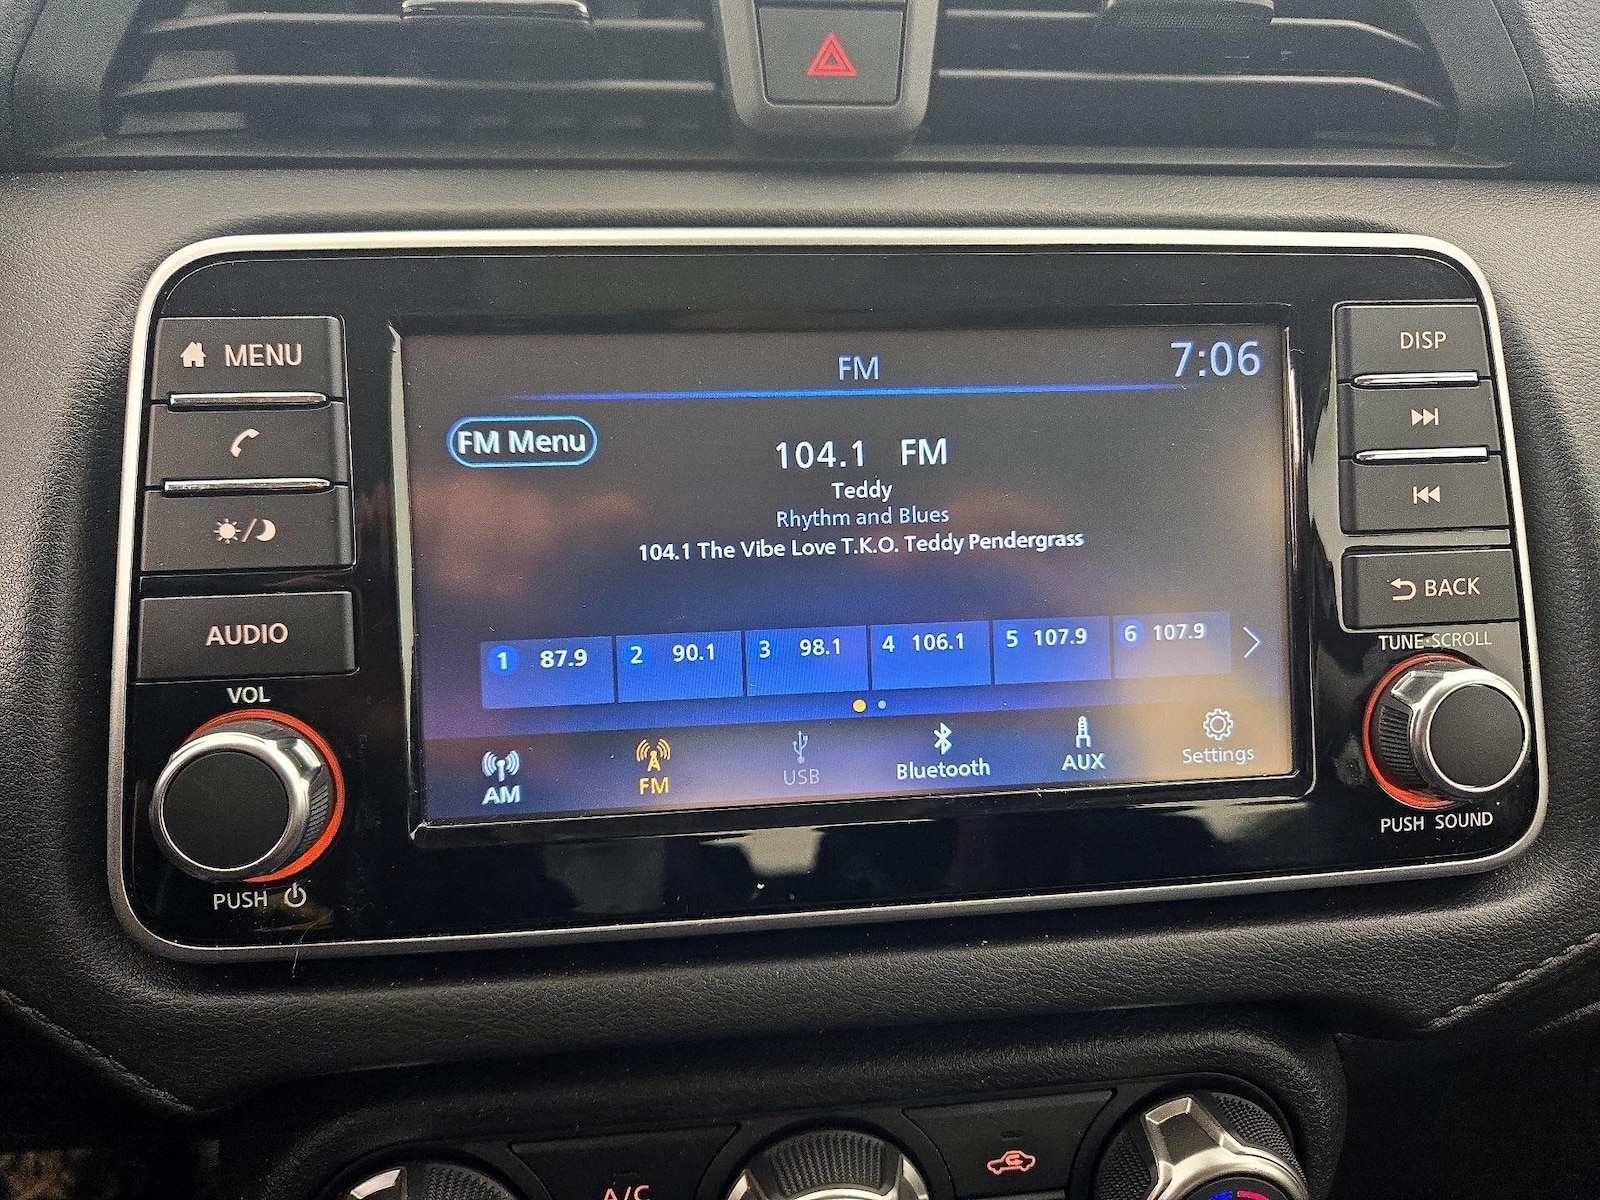 MENU
AUDIO
VOL
PUSH
FM
7:06
FM Menu
104.1 FM
Teddy
Rhythm and Blues
104.1 The Vibe Love T.K.O. Teddy Pendergrass
1 87.9 2 90.1 3 98.1 4 106.1 5 107.9 6 107.9
AM FM USB Bluetooth AUX Settings
DISP
BACK
TUNE·SCROLL
PUSH SOUND
A/C